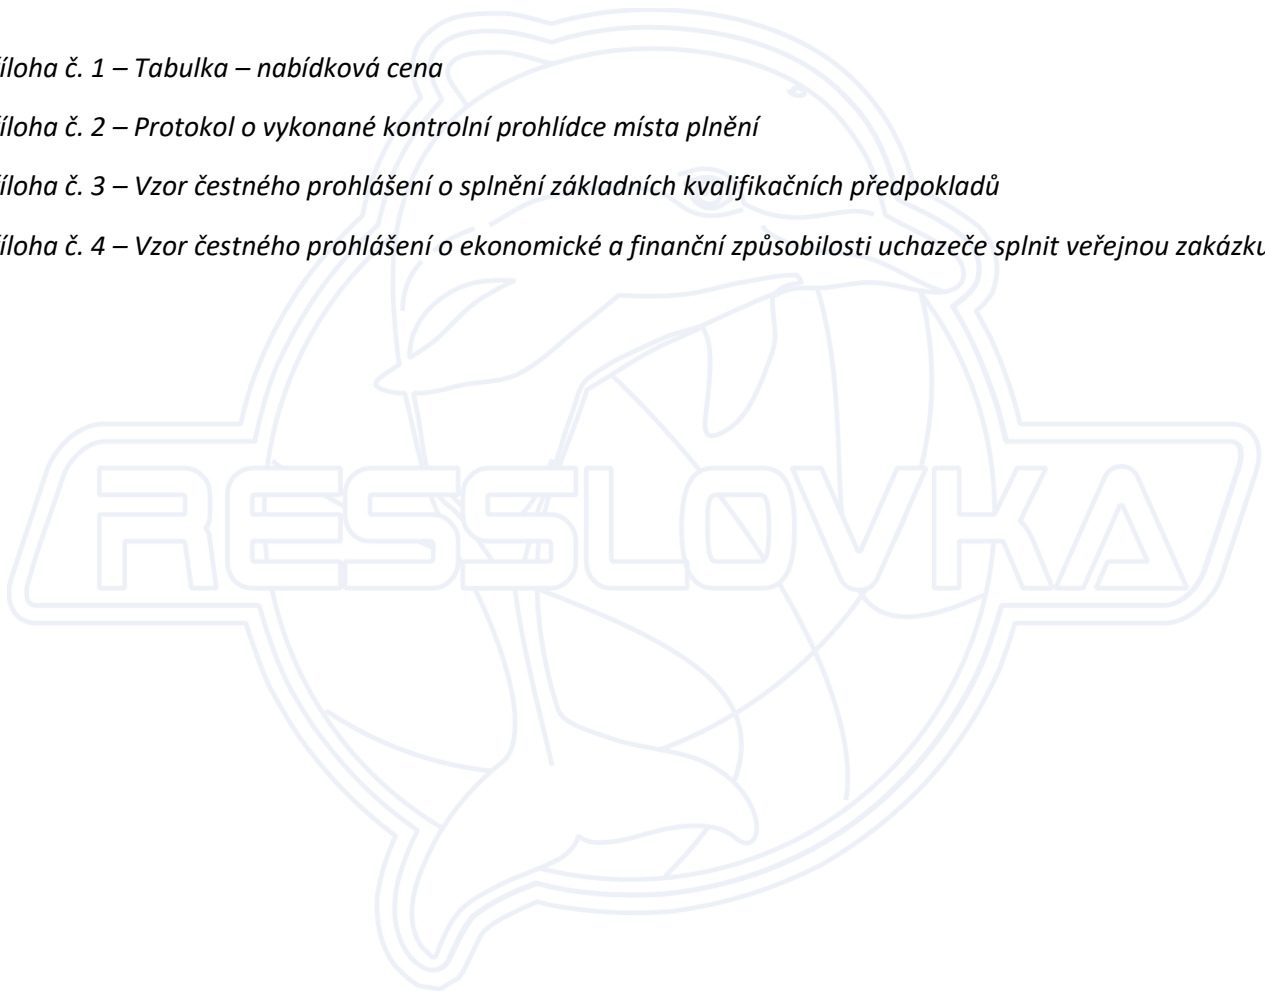 íloha č. 1 – Tabulka – nabídková cena
íloha č. 2 – Protokol o vykonané kontrolní prohlídce místa plnění
íloha č. 3 – Vzor čestného prohlášení o splnění základních kvalifikačních předpokladů
íloha č. 4 – Vzor čestného prohlášení o ekonomické a finanční způsobilosti uchazeče splnit veřejnou zakázku
RESSLOVKA